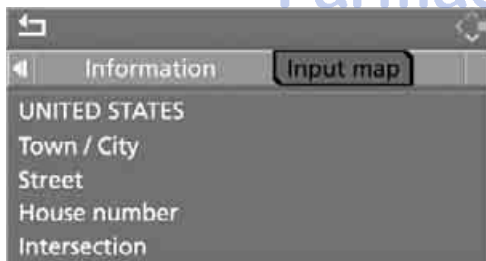 Information Input map
UNITED STATES
Town / City
Street
House number
Intersection